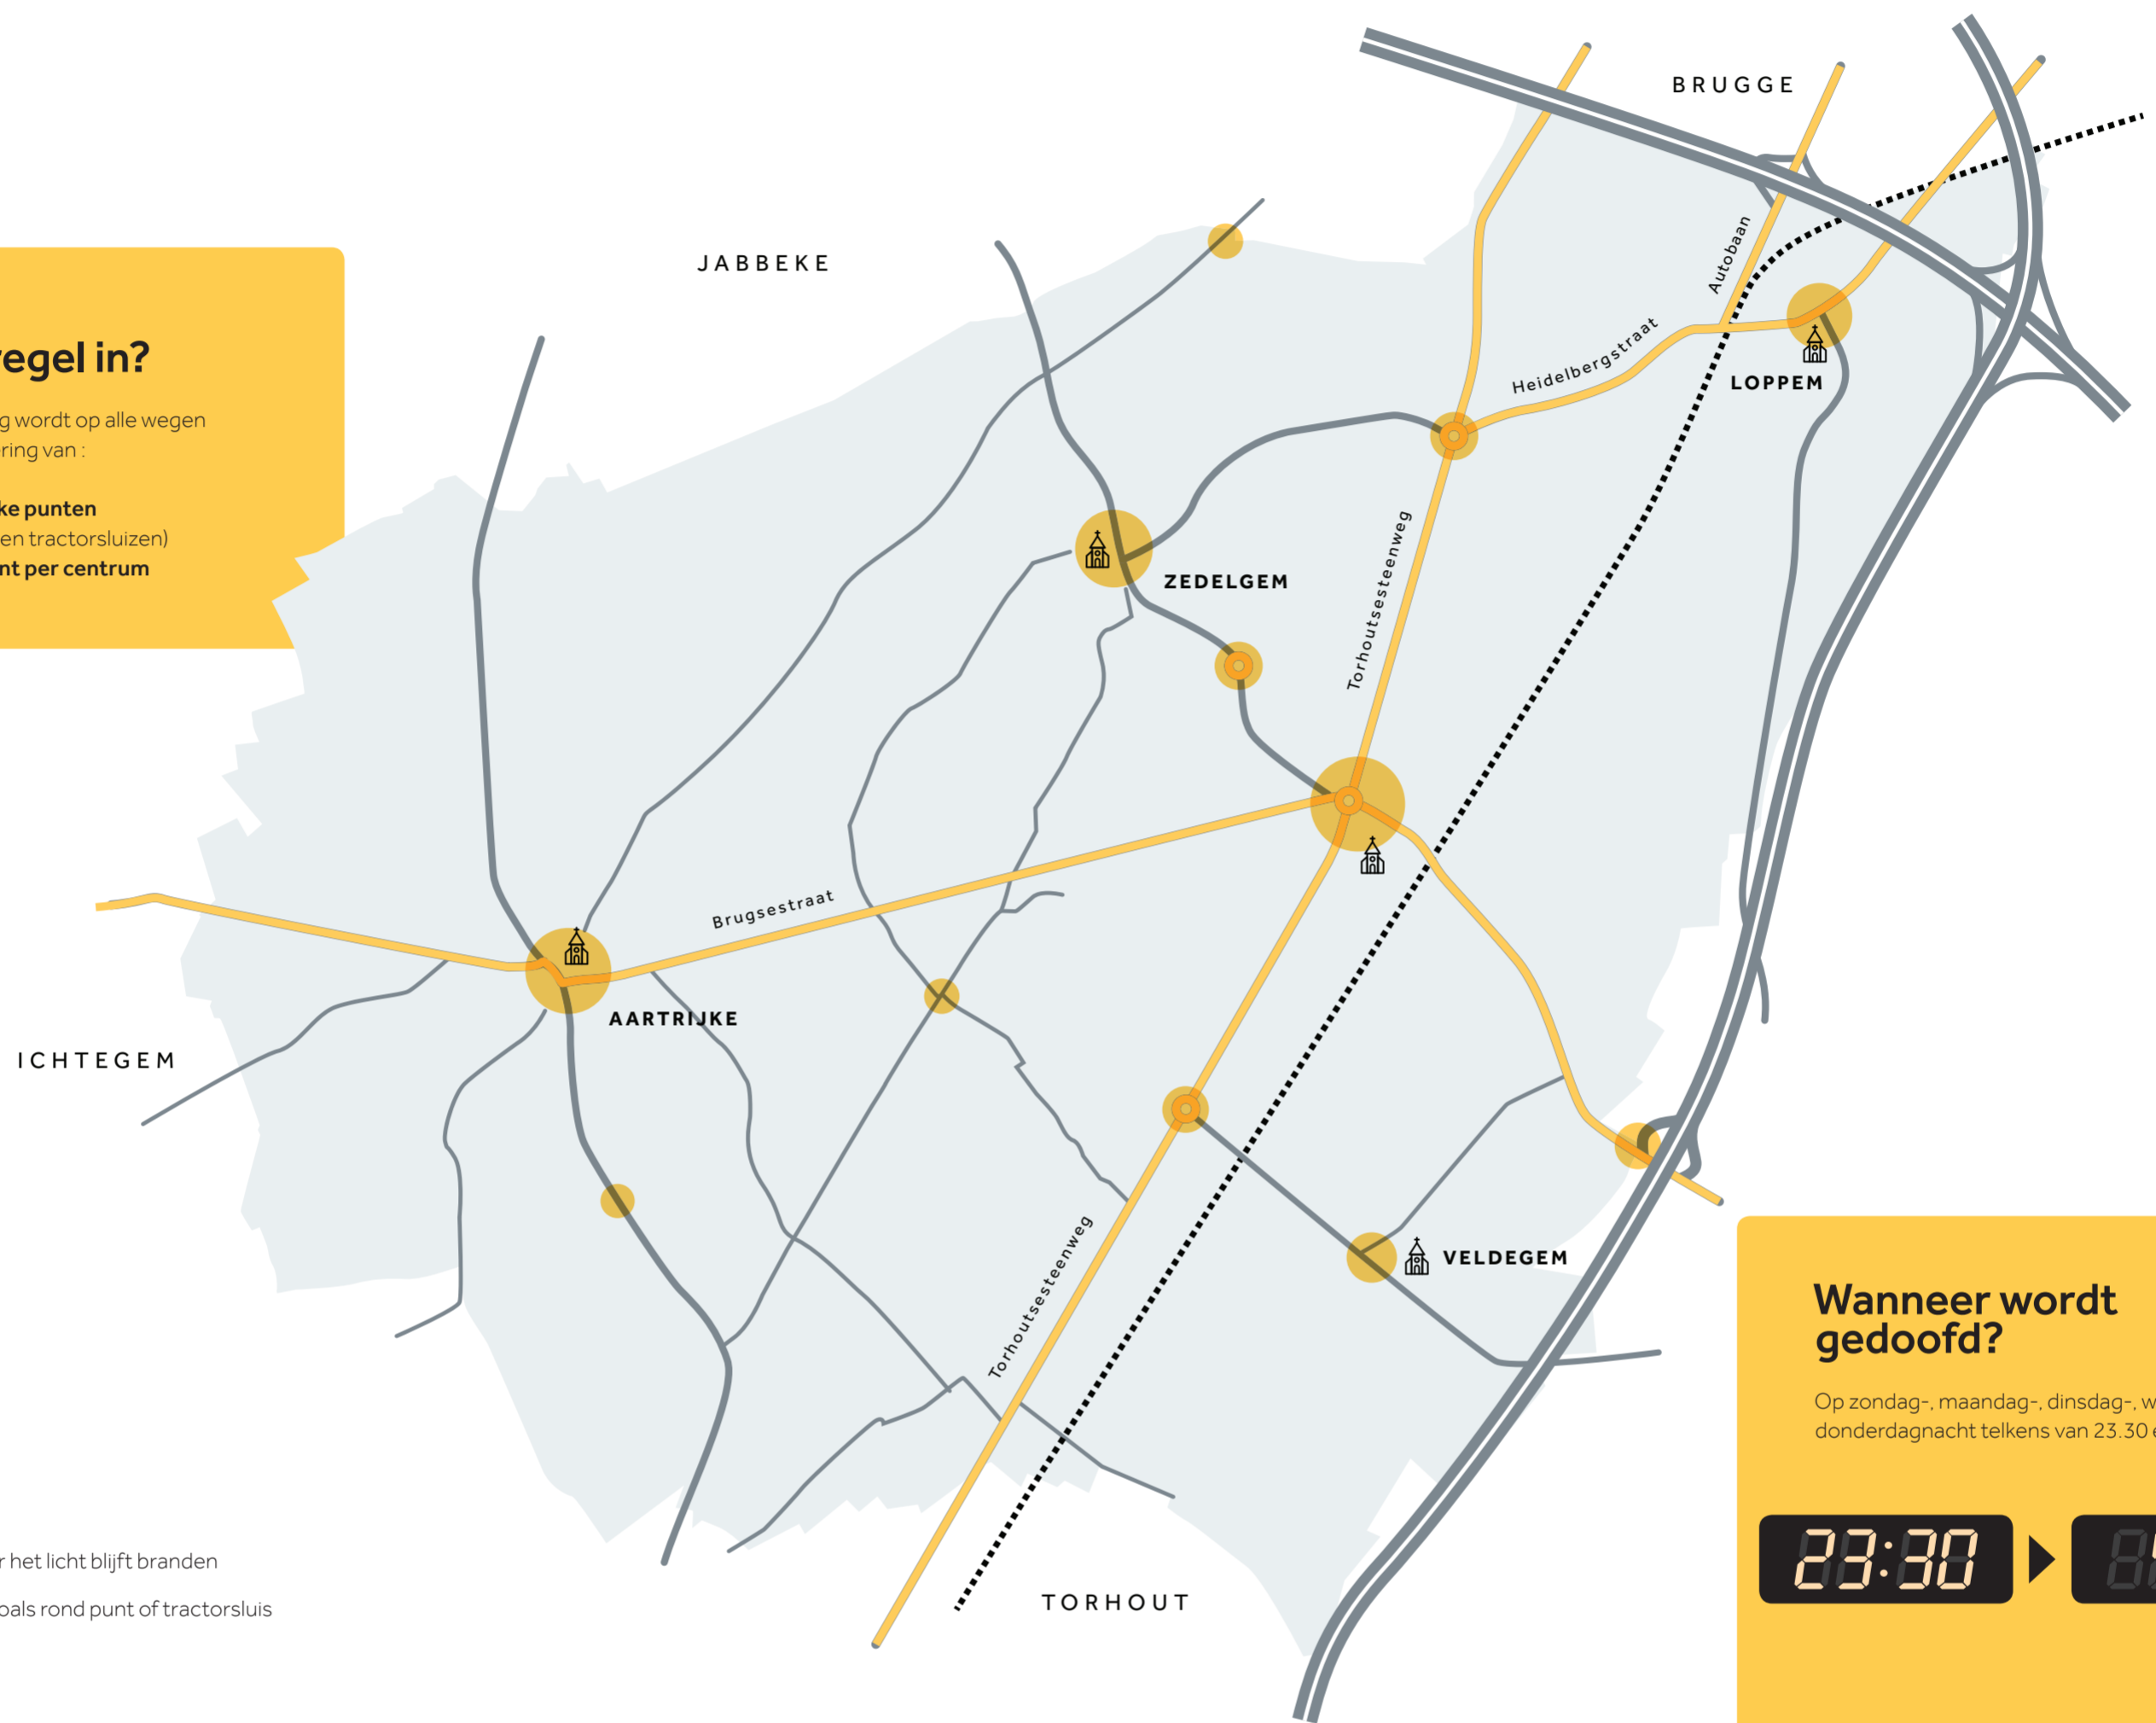 BRUGGE
JABBEKE
Autobaan
Heidelbergstraat
LOPPEM
regel in?
g wordt op alle wegen
ring van :
ke punten
en tractorsluizen)
nt per centrum
ZEDELGEM
Torhoutsesteenweg
Brugsestraat
AARTRIJKE
ICHTEGEM
Torhoutsesteenweg
VELDEGEM
TORHOUT
r het licht blijft branden
oals rond punt of tractorsluis
Wanneer wordt
gedoofd?
Op zondag-, maandag-, dinsdag-, w
donderdagnacht telkens van 23.30 e
23:30